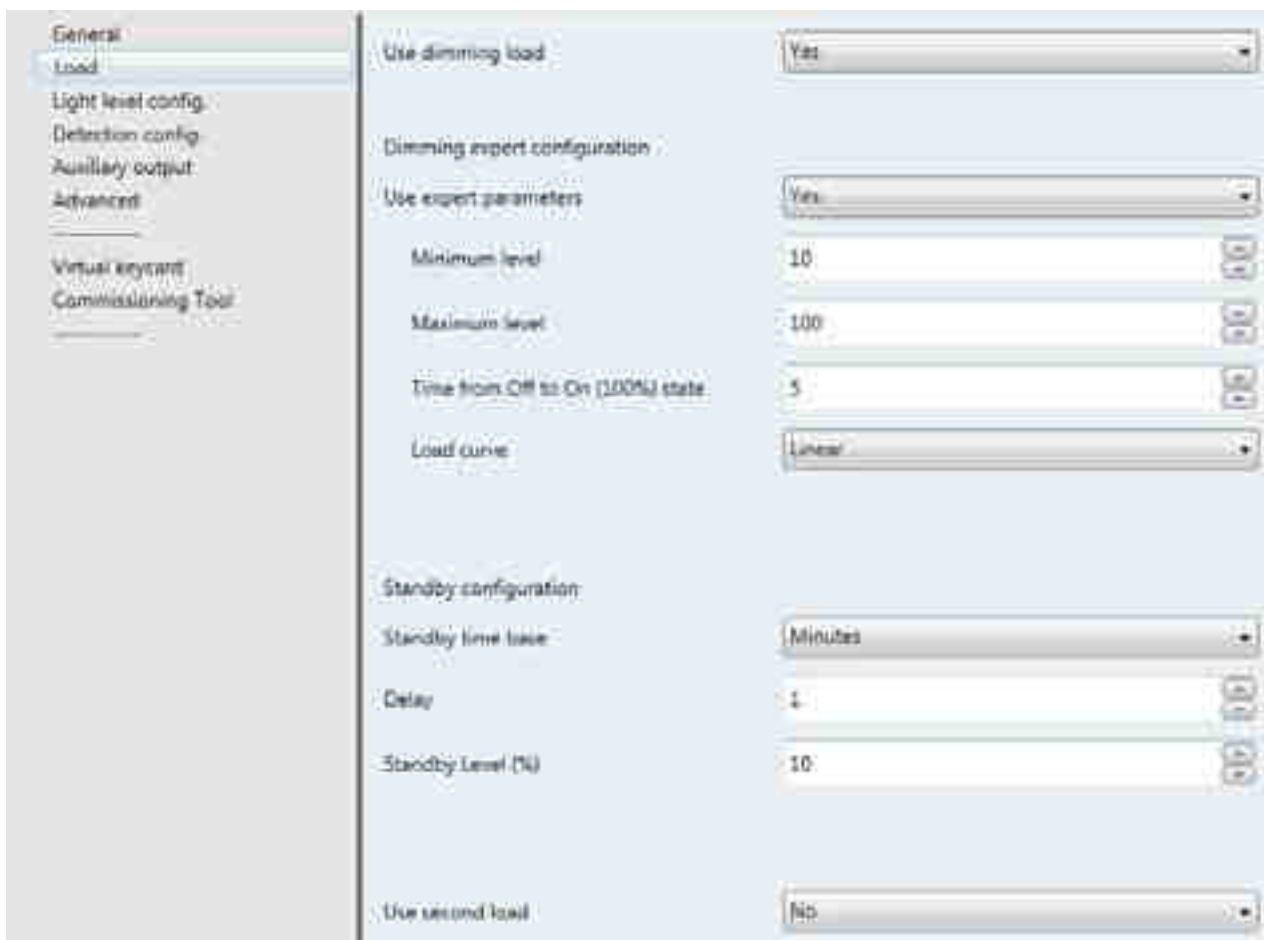 General
Load
Light level config.
Detection config.
Auxiliary output
Advanced
Virtual keycard
Commissioning Tool
Use dimming load Yes
Dimming expert configuration
Use expert parameters Yes
Minimum level 10
Maximum level 100
Time from Off to On (100%) state 5
Load curve Linear
Standby configuration
Standby time base Minutes
Delay 1
Standby Level (%) 10
Use second load No